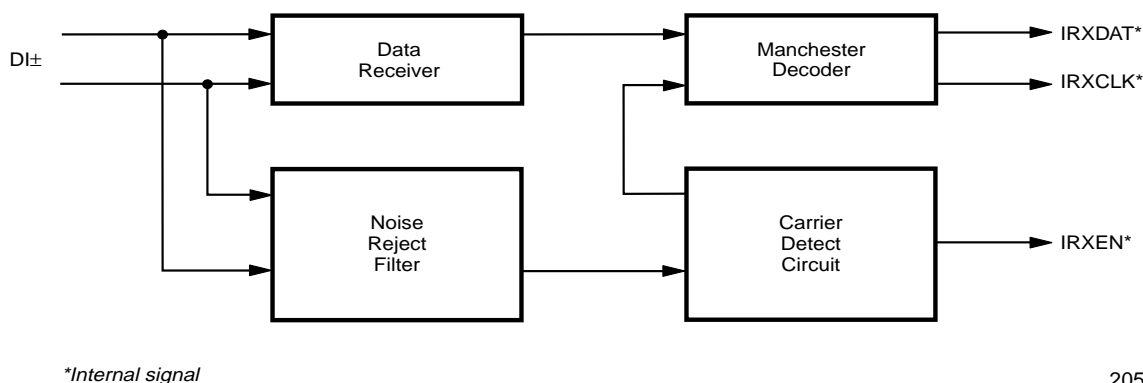 DI±
Data
Receiver
Manchester
Decoder
IRXDAT*
IRXCLK*
Noise
Reject
Filter
Carrier
Detect
Circuit
IRXEN*
*Internal signal
205